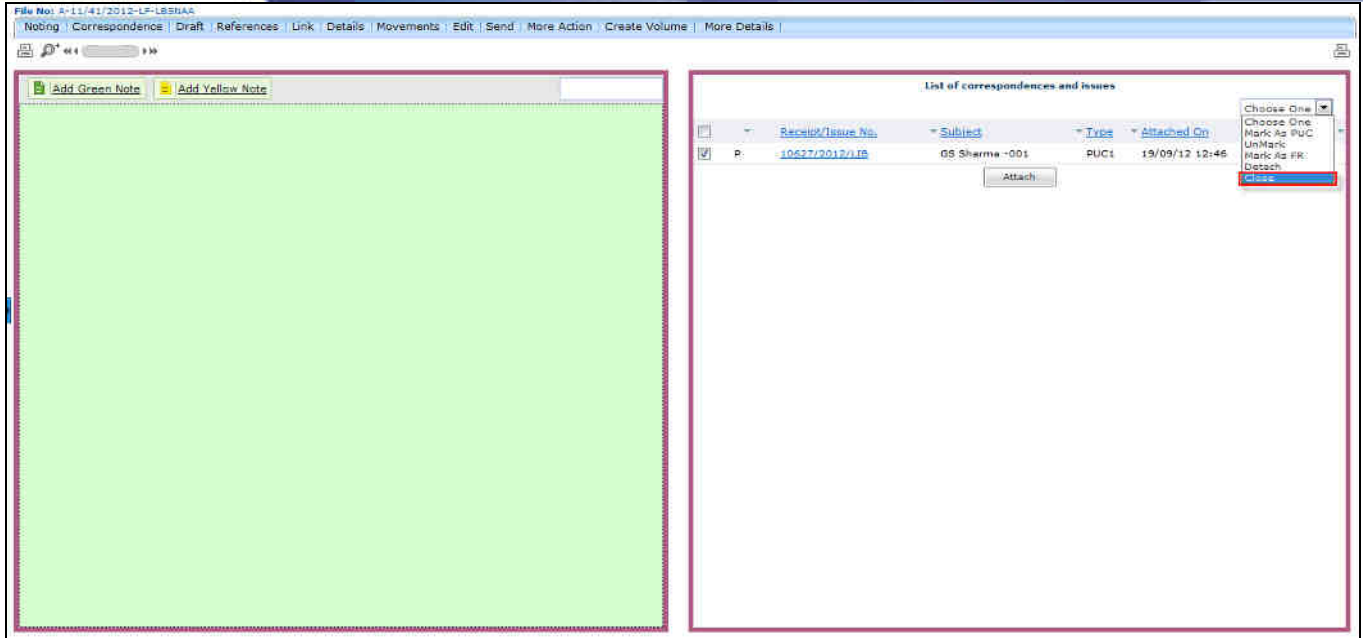 File No: A-11/41/2012-LF-LBSNAA
Noting | Correspondence | Draft | References | Link | Details | Movements | Edit | Send | More Action | Create Volume | More Details |
Add Green Note Add Yellow Note
List of correspondences and issues
Choose One
Receipt/Issue No. Subject Type Attached On
P 10627/2012/LIB GS Sharma -001 PUC1 19/09/12 12:46
Choose One
Mark As PUC
UnMark
Mark As FR
Detach
Close
Attach